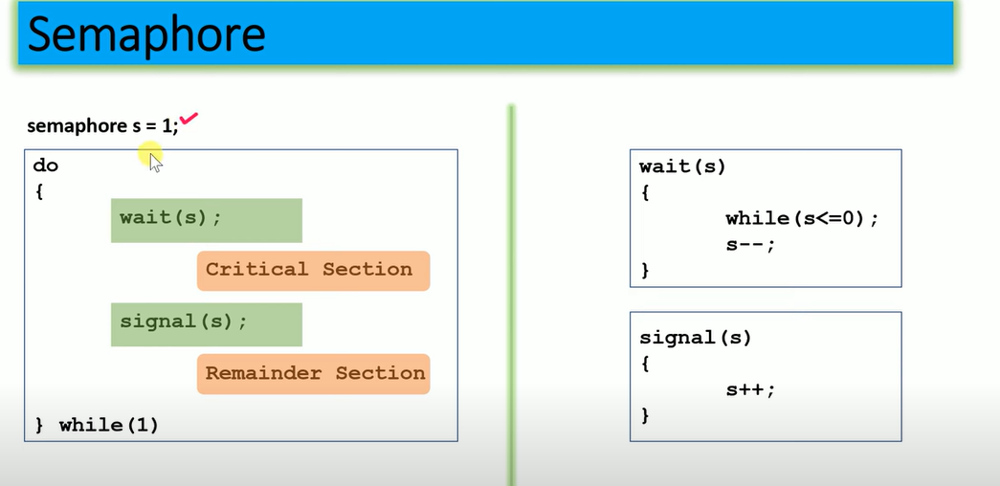 Semaphore
semaphore s = 1;
do
{
wait(s);
Critical Section
signal(s);
Remainder Section
} while(1)
wait(s)
{
while(s<=0);
s--;
}
signal(s)
{
s++;
}